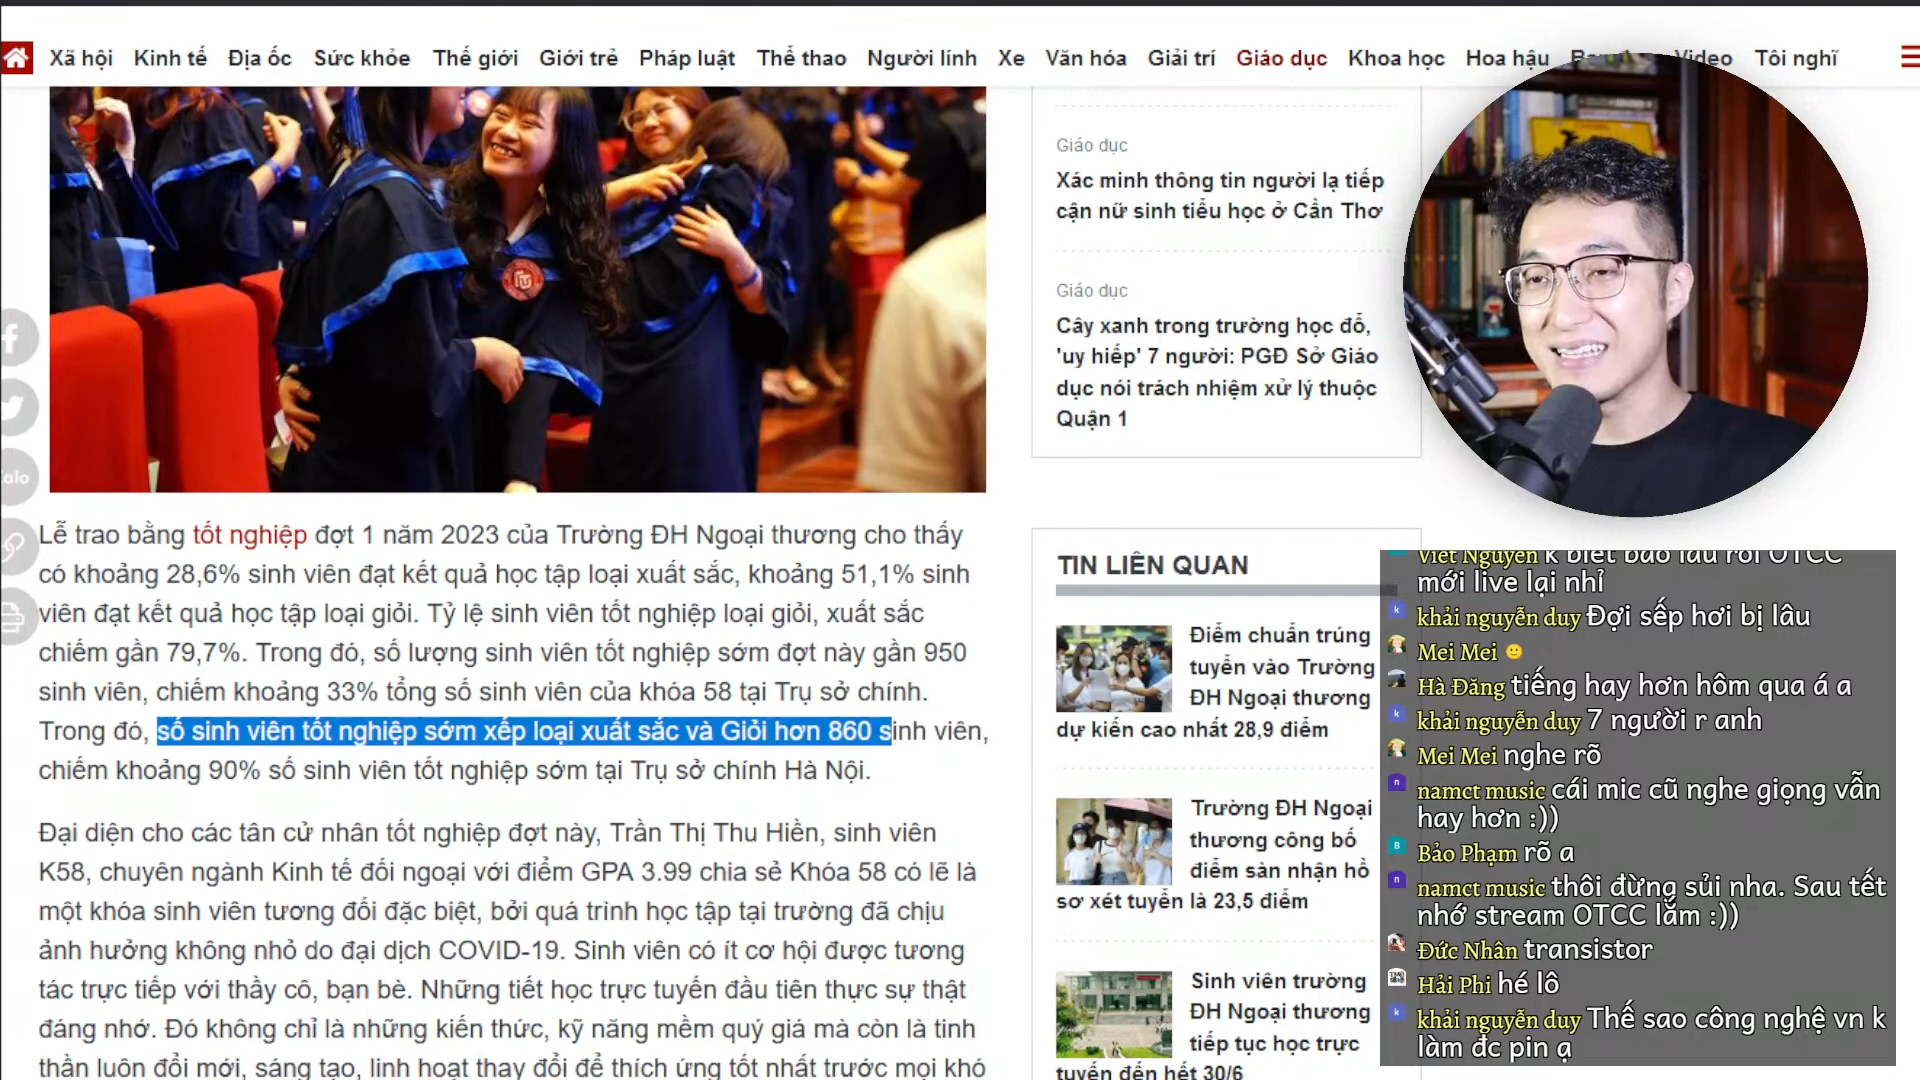 Xã hội Kinh tế Địa ốc Sức khỏe Thế giới Giới trẻ Pháp luật Thể thao Người lính Xe Văn hóa Giải trí Giáo dục Khoa học Hoa hậu Video Tôi nghĩ
Lễ trao bằng tốt nghiệp đợt 1 năm 2023 của Trường ĐH Ngoại thương cho thấy
có khoảng 28,6% sinh viên đạt kết quả học tập loại xuất sắc, khoảng 51,1% sinh
viên đạt kết quả học tập loại giỏi. Tỷ lệ sinh viên tốt nghiệp loại giỏi, xuất sắc
chiếm gần 79,7%. Trong đó, số lượng sinh viên tốt nghiệp sớm đợt này gần 950
sinh viên, chiếm khoảng 33% tổng số sinh viên của khóa 58 tại Trụ sở chính.
Trong đó, số sinh viên tốt nghiệp sớm xếp loại xuất sắc và Giỏi hơn 860 sinh viên,
chiếm khoảng 90% số sinh viên tốt nghiệp sớm tại Trụ sở chính Hà Nội.
Đại diện cho các tân cử nhân tốt nghiệp đợt này, Trần Thị Thu Hiền, sinh viên
K58, chuyên ngành Kinh tế đối ngoại với điểm GPA 3.99 chia sẻ Khóa 58 có lẽ là
một khóa sinh viên tương đối đặc biệt, bởi quá trình học tập tại trường đã chịu
ảnh hưởng không nhỏ do đại dịch COVID-19. Sinh viên có ít cơ hội được tương
tác trực tiếp với thầy cô, bạn bè. Những tiết học trực tuyến đầu tiên thực sự thật
đáng nhớ. Đó không chỉ là những kiến thức, kỹ năng mềm quý giá mà còn là tinh
thần luôn đổi mới, sáng tạo, linh hoạt thay đổi để thích ứng tốt nhất trước mọi khó
Giáo dục
Xác minh thông tin người lạ tiếp
cận nữ sinh tiểu học ở Cần Thơ
Giáo dục
Cây xanh trong trường học đổ,
'uy hiếp' 7 người: PGĐ Sở Giáo
dục nói trách nhiệm xử lý thuộc
Quận 1
TIN LIÊN QUAN
Điểm chuẩn trúng
tuyển vào Trường
ĐH Ngoại thương
dự kiến cao nhất 28,9 điểm
Trường ĐH Ngoại
thương công bố
điểm sàn nhận hồ
sơ xét tuyển là 23,5 điểm
Sinh viên trường
ĐH Ngoại thương
tiếp tục học trực
tuyến đến hết 30/6
Viết Nguyễn k biết bao lâu rồi OTCC
mới live lại nhỉ
khải nguyễn duy Đợi sếp hơi bị lâu
Mei Mei 🙂
Hà Đăng tiếng hay hơn hôm qua á a
khải nguyễn duy 7 người r anh
Mei Mei nghe rõ
namct music cái mic cũ nghe giọng vẫn
hay hơn :))
Bảo Phạm rõ a
namct music thôi đừng sủi nha. Sau tết
nhớ stream OTCC lắm :))
Đức Nhân transistor
Hải Phi hé lô
khải nguyễn duy Thế sao công nghệ vn k
làm đc pin ạ